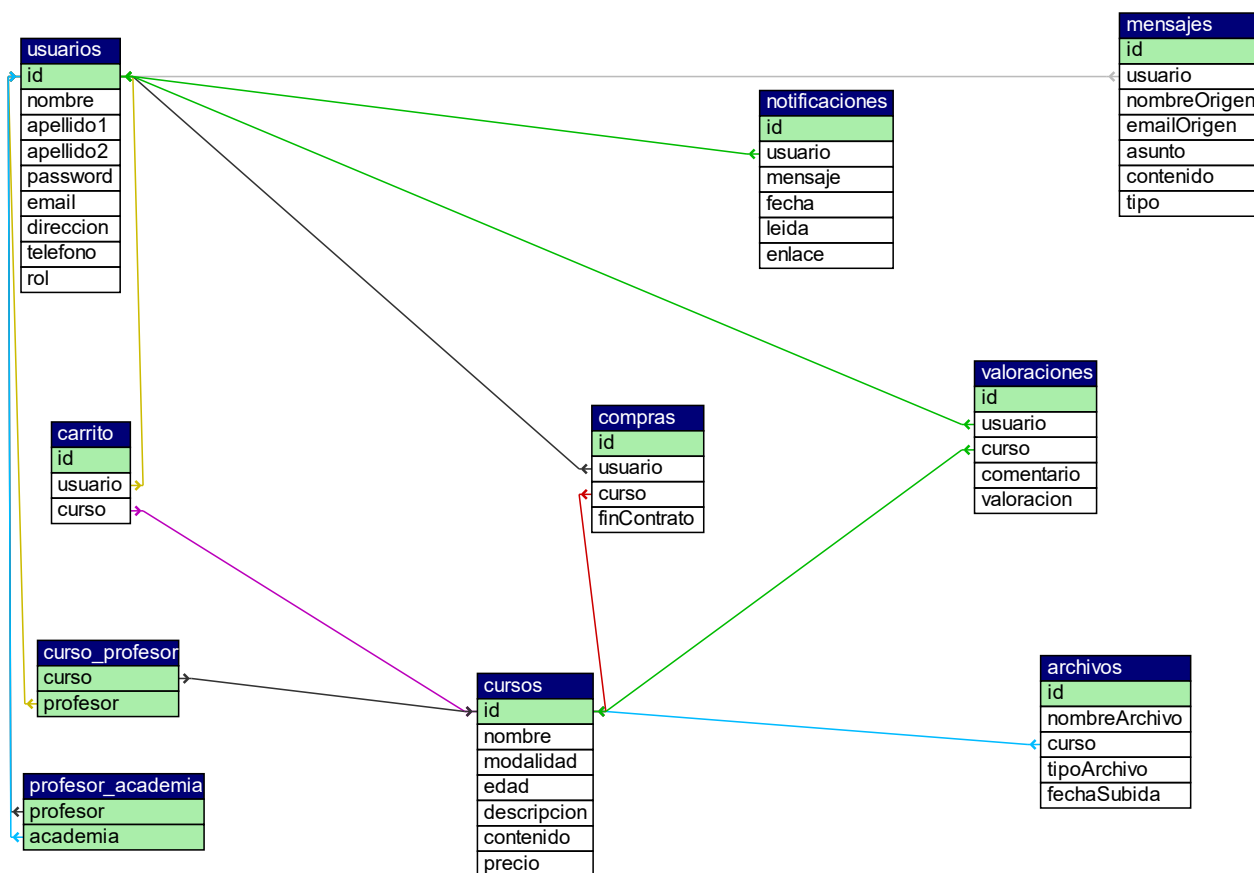 usuarios
id
nombre
apellido1
apellido2
password
email
direccion
telefono
rol
mensajes
id
usuario
nombreOrigen
emailOrigen
asunto
contenido
tipo
notificaciones
id
usuario
mensaje
fecha
leida
enlace
valoraciones
id
usuario
curso
comentario
valoracion
carrito
id
usuario
curso
compras
id
usuario
curso
finContrato
curso_profesor
curso
profesor
cursos
id
nombre
modalidad
edad
descripcion
contenido
precio
archivos
id
nombreArchivo
curso
tipoArchivo
fechaSubida
profesor_academia
profesor
academia